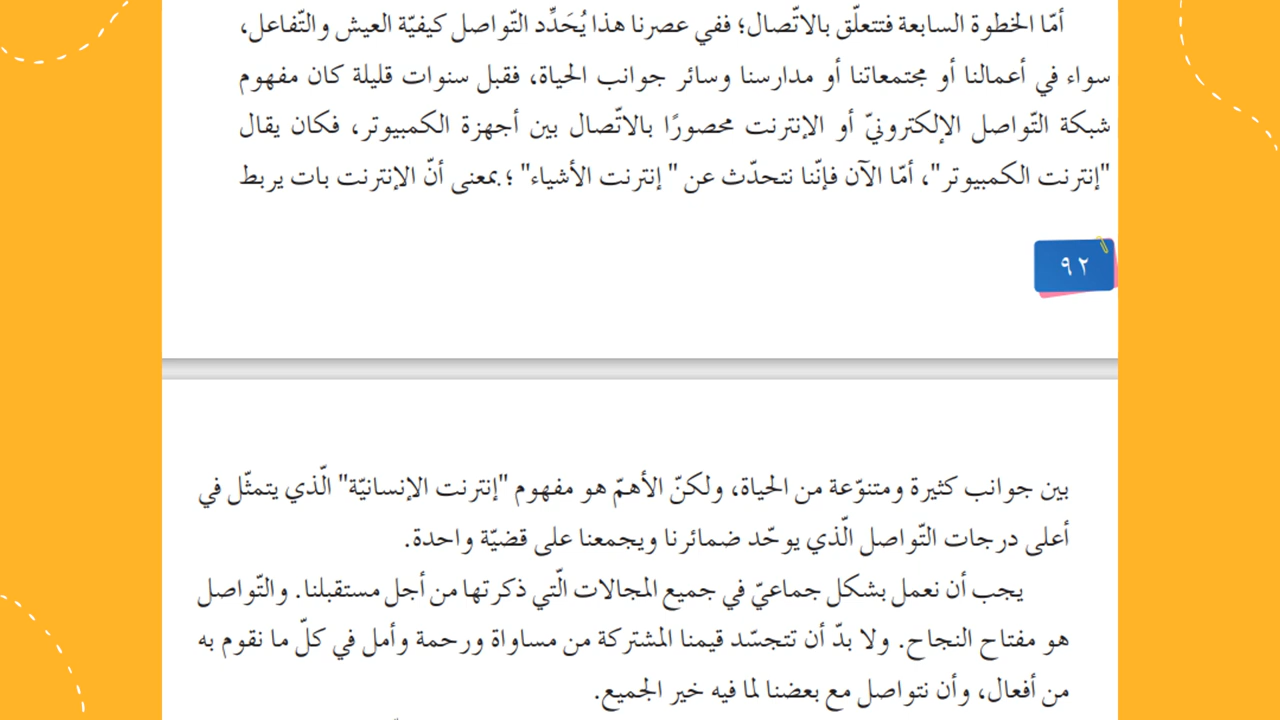 أمّا الخطوة السابعة فتتعلّق بالاتّصال؛ ففي عصرنا هذا يُحَدِّد التّواصل كيفيّة العيش والتّفاعل،
سواء في أعمالنا أو مجتمعاتنا أو مدارسنا وسائر جوانب الحياة، فقبل سنوات قليلة كان مفهوم
شبكة التّواصل الإلكترونيّ أو الإنترنت محصورًا بالاتّصال بين أجهزة الكمبيوتر، فكان يقال
"إنترنت الكمبيوتر"، أمّا الآن فإنّنا نتحدّث عن " إنترنت الأشياء" ؛ بمعنى أنّ الإنترنت بات يربط
٩٢
بين جوانب كثيرة ومتنوّعة من الحياة، ولكنّ الأهمّ هو مفهوم "إنترنت الإنسانيّة" الّذي يتمثّل في
أعلى درجات التّواصل الّذي يوحّد ضمائرنا ويجمعنا على قضيّة واحدة.
يجب أن نعمل بشكل جماعيّ في جميع المجالات الّتي ذكرتها من أجل مستقبلنا. والتّواصل
هو مفتاح النجاح. ولا بدّ أن تتجسّد قيمنا المشتركة من مساواة ورحمة وأمل في كلّ ما نقوم به
من أفعال، وأن نتواصل مع بعضنا لما فيه خير الجميع.